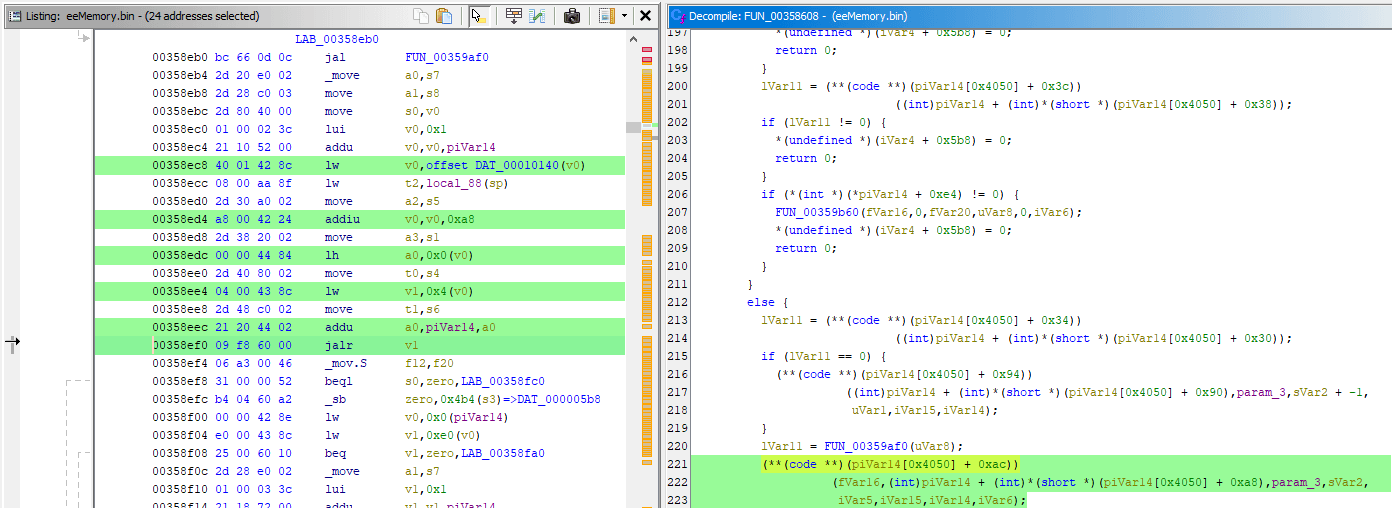 Listing: eeMemory.bin - (24 addresses selected)
LAB_00358eb0
00358eb0 bc 66 0d 0c jal FUN_00359af0
00358eb4 2d 20 e0 02 _move a0,s7
00358eb8 2d 28 c0 03 move a1,s8
00358ebc 2d 80 40 00 move s0,v0
00358ec0 01 00 02 3c lui v0,0x1
00358ec4 21 10 52 00 addu v0,v0,piVar14
00358ec8 40 01 42 8c lw v0,offset DAT_00010140(v0)
00358ecc 08 00 aa 8f lw t2,local_88(sp)
00358ed0 2d 30 a0 02 move a2,s5
00358ed4 a8 00 42 24 addiu v0,v0,0xa8
00358ed8 2d 38 20 02 move a3,s1
00358edc 00 00 44 84 lh a0,0x0(v0)
00358ee0 2d 40 80 02 move t0,s4
00358ee4 04 00 43 8c lw v1,0x4(v0)
00358ee8 2d 48 c0 02 move t1,s6
00358eec 21 20 44 02 addu a0,piVar14,a0
00358ef0 09 f8 60 00 jalr v1
00358ef4 06 a3 00 46 _mov.S f12,f20
00358ef8 31 00 00 52 beql s0,zero,LAB_00358fc0
00358efc b4 04 60 a2 _sb zero,0x4b4(s3)=>DAT_000005b8
00358f00 00 00 42 8e lw v0,0x0(piVar14)
00358f04 e0 00 43 8c lw v1,0xe0(v0)
00358f08 25 00 60 10 beq v1,zero,LAB_00358fa0
00358f0c 2d 28 e0 02 _move a1,s7
00358f10 01 00 03 3c lui v1,0x1
00358f14 21 18 72 00 addu v1,v1,piVar14
Decompile: FUN_00358608 - (eeMemory.bin)
197 *(undefined *)(iVar4 + 0x5b8) = 0;
198 return 0;
199 }
200 lVar11 = (**(code **)(piVar14[0x4050] + 0x3c))
201 ((int)piVar14 + (int)*(short *)(piVar14[0x4050] + 0x38));
202 if (lVar11 != 0) {
203 *(undefined *)(iVar4 + 0x5b8) = 0;
204 return 0;
205 }
206 if (*(int *)(*piVar14 + 0xe4) != 0) {
207 FUN_00359b60(fVar16,0,fVar20,uVar8,0,iVar6);
208 *(undefined *)(iVar4 + 0x5b8) = 0;
209 return 0;
210 }
211 }
212 else {
213 lVar11 = (**(code **)(piVar14[0x4050] + 0x34))
214 ((int)piVar14 + (int)*(short *)(piVar14[0x4050] + 0x30));
215 if (lVar11 == 0) {
216 (**(code **)(piVar14[0x4050] + 0x94))
217 ((int)piVar14 + (int)*(short *)(piVar14[0x4050] + 0x90),param_3,sVar2 + -1,
218 uVar1,iVar15,iVar14);
219 }
220 lVar11 = FUN_00359af0(uVar8);
221 (**(code **)(piVar14[0x4050] + 0xac))
222 (fVar16,(int)piVar14 + (int)*(short *)(piVar14[0x4050] + 0xa8),param_3,sVar2,
223 iVar5,iVar15,iVar14,iVar6);